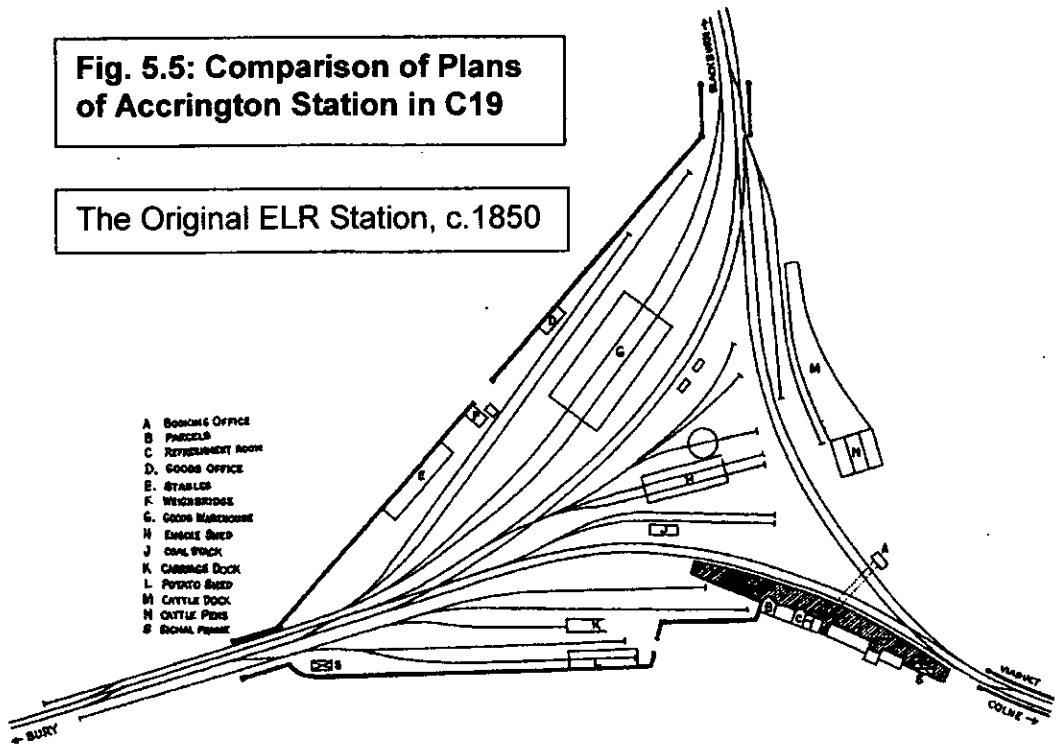 Fig. 5.5: Comparison of Plans
of Accrington Station in C19
The Original ELR Station, c.1850
BLACKBURN →
A BOOKING OFFICE
B PARCELS
C REFRESHMENT ROOM
D. GOODS OFFICE
E. STABLES
F WEIGHBRIDGE
G. GOODS WAREHOUSE
H ENGINE SHED
J COAL STACK
K CARRIAGE DOCK
L POTATO SHED
M CATTLE DOCK
N CATTLE PENS
S SIGNAL FRAME
D
G
M
F
N
E
H
J
A
B
C
K
S
L
S
VIADUCT
COLNE →
← BURY